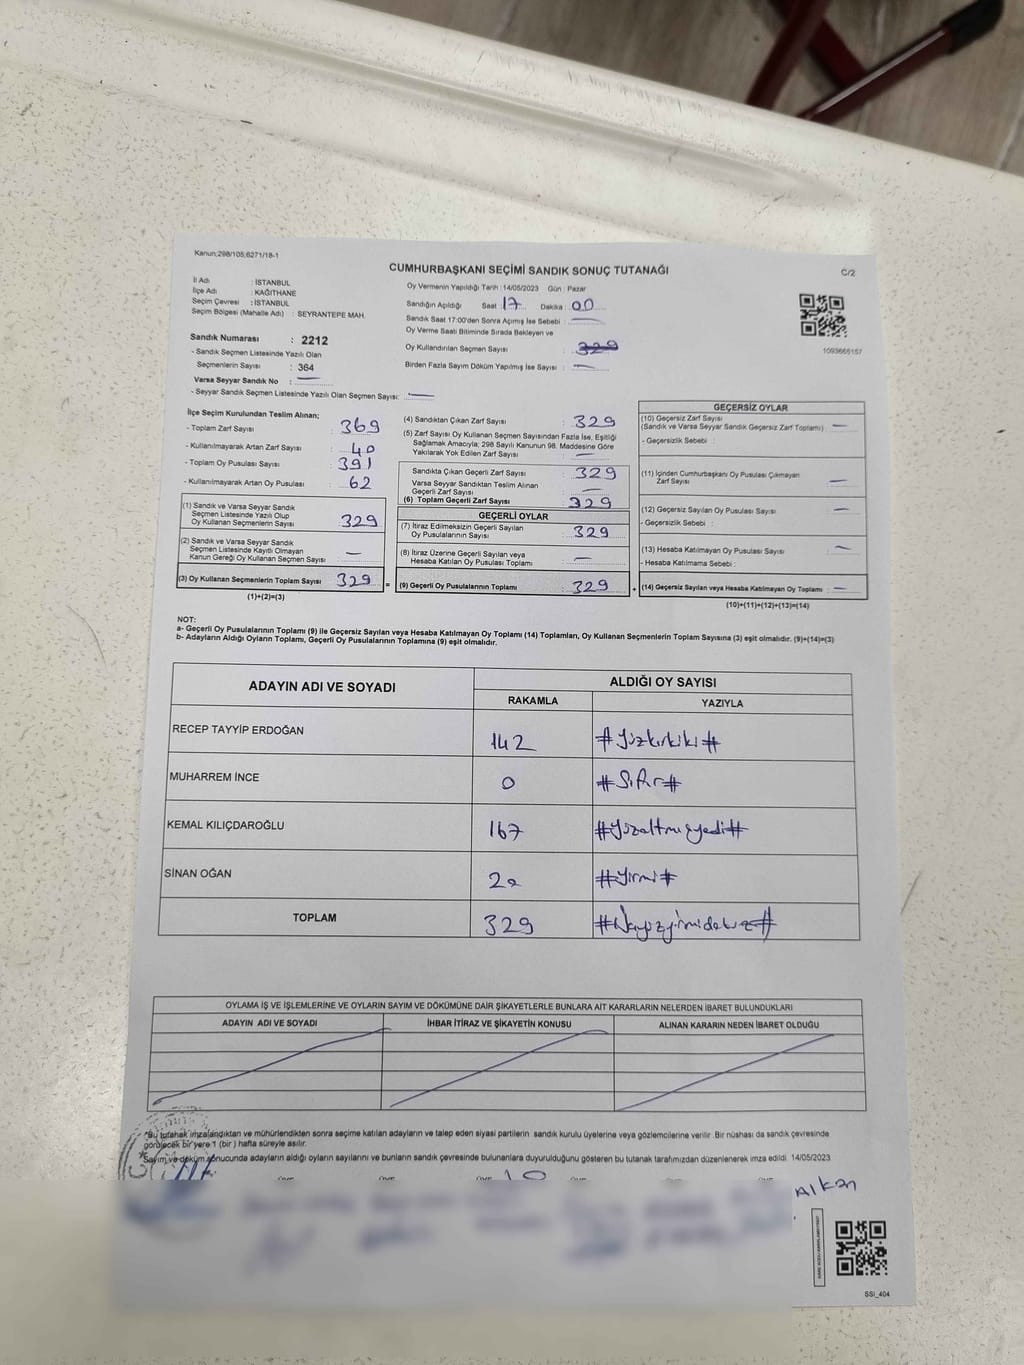 Kanun;298/105;6271/18-1
CUMHURBAŞKANI SEÇİMİ SANDIK SONUÇ TUTANAĞI
C/2
İl Adı : İSTANBUL
İlçe Adı : KAĞITHANE
Seçim Çevresi : İSTANBUL
Seçim Bölgesi (Mahalle Adı) : SEYRANTEPE MAH.
Oy Vermenin Yapıldığı Tarih : 14/05/2023 Gün : Pazar
Sandığın Açıldığı Saat 17 Dakika 00
Sandık Saat 17:00'den Sonra Açımış İse Sebebi : —
Oy Verme Saati Bitiminde Sırada Bekleyen ve
Oy Kullandırılan Seçmen Sayısı : 329
Birden Fazla Sayım Döküm Yapılmış İse Sayısı : —
1093665157
Sandık Numarası : 2212
- Sandık Seçmen Listesinde Yazılı Olan
Seçmenlerin Sayısı : 364
Varsa Seyyar Sandık No : —
- Seyyar Sandık Seçmen Listesinde Yazılı Olan Seçmen Sayısı: —
İlçe Seçim Kurulundan Teslim Alınan;
- Toplam Zarf Sayısı : 369
- Kullanılmayarak Artan Zarf Sayısı : 40
- Toplam Oy Pusulası Sayısı : 391
- Kullanılmayarak Artan Oy Pusulası : 62
(1) Sandık ve Varsa Seyyar Sandık
Seçmen Listesinde Yazılı Olup
Oy Kullanan Seçmenlerin Sayısı : 329
(2) Sandık ve Varsa Seyyar Sandık
Seçmen Listesinde Kayıtlı Olmayan
Kanun Gereği Oy Kullanan Seçmen Sayısı : —
(3) Oy Kullanan Seçmenlerin Toplam Sayısı : 329 =
(1)+(2)=(3)
(4) Sandıktan Çıkan Zarf Sayısı : 329
(5) Zarf Sayısı Oy Kullanan Seçmen Sayısından Fazla İse, Eşitliği
Sağlamak Amacıyla; 298 Sayılı Kanunun 98. Maddesine Göre
Yakılarak Yok Edilen Zarf Sayısı : —
Sandıkta Çıkan Geçerli Zarf Sayısı : 329
Varsa Seyyar Sandıktan Teslim Alınan
Geçerli Zarf Sayısı : —
(6) Toplam Geçerli Zarf Sayısı : 329
GEÇERLİ OYLAR
(7) İtiraz Edilmeksizin Geçerli Sayılan
Oy Pusulalarının Sayısı : 329
(8) İtiraz Üzerine Geçerli Sayılan veya
Hesaba Katılan Oy Pusulası Toplamı : —
(9) Geçerli Oy Pusulalarının Toplamı : 329 +
GEÇERSİZ OYLAR
(10) Geçersiz Zarf Sayısı
(Sandık ve Varsa Seyyar Sandık Geçersiz Zarf Toplamı) : —
- Geçersizlik Sebebi :
(11) İçinden Cumhurbaşkanı Oy Pusulası Çıkmayan
Zarf Sayısı : —
(12) Geçersiz Sayılan Oy Pusulası Sayısı : —
- Geçersizlik Sebebi :
(13) Hesaba Katılmayan Oy Pusulası Sayısı : —
- Hesaba Katılmama Sebebi :
(14) Geçersiz Sayılan veya Hesaba Katılmayan Oy Toplamı : —
(10)+(11)+(12)+(13)=(14)
NOT:
a- Geçerli Oy Pusulalarının Toplamı (9) ile Geçersiz Sayılan veya Hesaba Katılmayan Oy Toplamı (14) Toplamları, Oy Kullanan Seçmenlerin Toplam Sayısına (3) eşit olmalıdır. (9)+(14)=(3)
b- Adayların Aldığı Oyların Toplamı, Geçerli Oy Pusulalarının Toplamına (9) eşit olmalıdır.
ADAYIN ADI VE SOYADI
ALDIĞI OY SAYISI
RAKAMLA YAZIYLA
RECEP TAYYİP ERDOĞAN 142 #Yüzkırkiki#
MUHARREM İNCE 0 #Sıfır#
KEMAL KILIÇDAROĞLU 167 #Yüzaltmışyedi#
SİNAN OĞAN 20 #Yirmi#
TOPLAM 329 #üçyüzyirmidokuz#
OYLAMA İŞ VE İŞLEMLERİNE VE OYLARIN SAYIM VE DÖKÜMÜNE DAİR ŞİKAYETLERLE BUNLARA AİT KARARLARIN NELERDEN İBARET BULUNDUKLARI
ADAYIN ADI VE SOYADI İHBAR İTİRAZ VE ŞİKAYETİN KONUSU ALINAN KARARIN NEDEN İBARET OLDUĞU
*Bu tutanak imzalandıktan ve mühürlendikten sonra seçime katılan adayların ve talep eden siyasi partilerin sandık kurulu üyelerine veya gözlemcilerine verilir. Bir nüshası da sandık çevresinde
görülecek bir yere 1 (bir) hafta süreyle asılır.
*Sayım ve döküm sonucunda adayların aldığı oyların sayılarını ve bunların sandık çevresinde bulunanlara duyurulduğunu gösteren bu tutanak tarafımızdan düzenlenerek imza edildi. 14/05/2023
Alkan
SSI_404